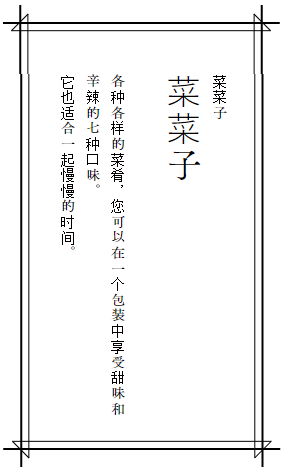 菜菜子
菜菜子
各种各样的菜肴，您可以在一个包装中享受甜味和
辛辣的七种口味。
它也适合一起慢慢的时间。